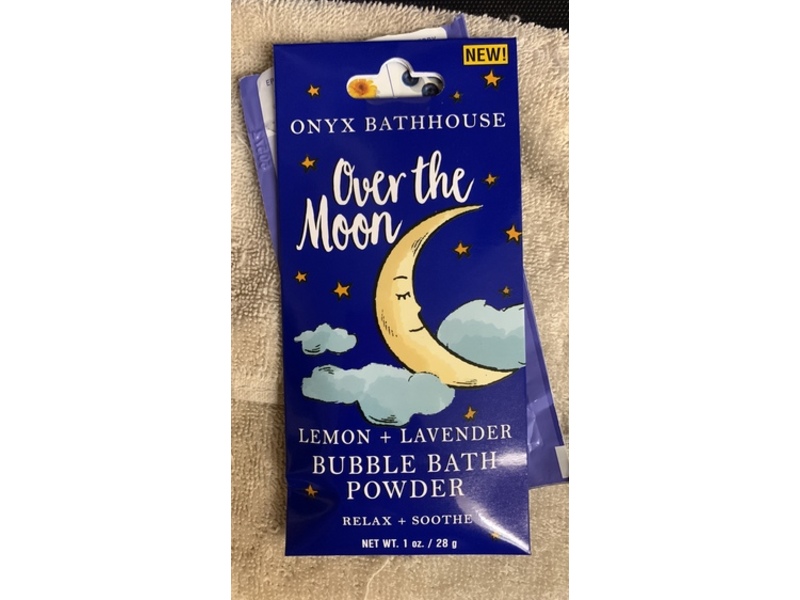 NEW!
ONYX BATHHOUSE
Over the
Moon
LEMON + LAVENDER
BUBBLE BATH
POWDER
RELAX + SOOTHE
NET WT. 1 oz. / 28 g